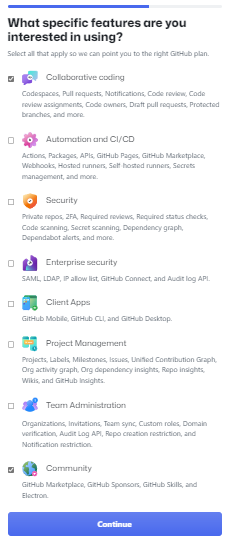 What specific features are you
interested in using?
Select all that apply so we can point you to the right GitHub plan.
Collaborative coding
Codespaces, Pull requests, Notifications, Code review, Code
review assignments, Code owners, Draft pull requests, Protected
branches, and more.
Automation and CI/CD
Actions, Packages, APIs, GitHub Pages, GitHub Marketplace,
Webhooks, Hosted runners, Self-hosted runners, Secrets
management, and more.
Security
Private repos, 2FA, Required reviews, Required status checks,
Code scanning, Secret scanning, Dependency graph,
Dependabot alerts, and more.
Enterprise security
SAML, LDAP, IP allow list, GitHub Connect, and Audit log API.
Client Apps
GitHub Mobile, GitHub CLI, and GitHub Desktop.
Project Management
Projects, Labels, Milestones, Issues, Unified Contribution Graph,
Org activity graph, Org dependency insights, Repo insights,
Wikis, and GitHub Insights.
Team Administration
Organizations, Invitations, Team sync, Custom roles, Domain
verification, Audit Log API, Repo creation restriction, and
Notification restriction.
Community
GitHub Marketplace, GitHub Sponsors, GitHub Skills, and
Electron.
Continue